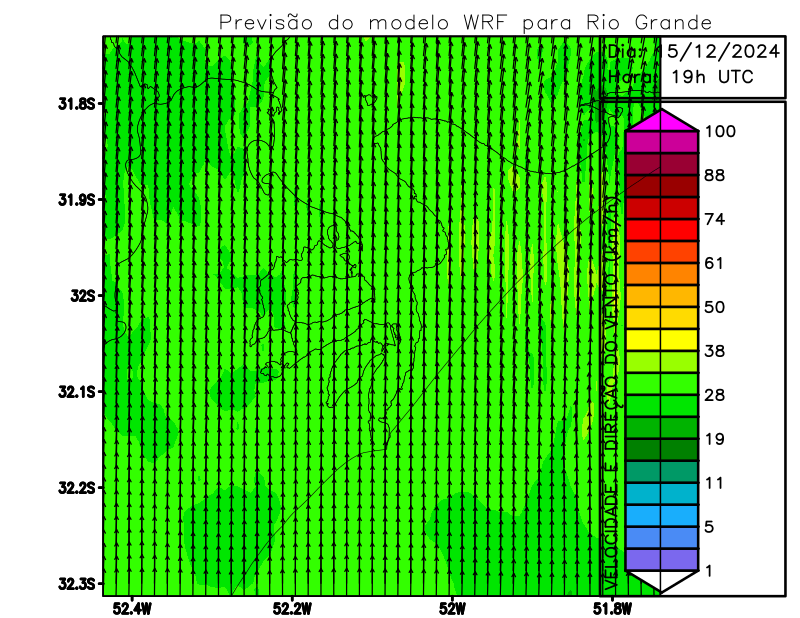 Previsão do modelo WRF para Rio Grande
Dia: 15/12/2024
Hora: 19h UTC
31.8S
31.9S
32S
32.1S
32.2S
32.3S
52.4W
52.2W
52W
51.8W
VELOCIDADE E DIREÇÃO DO VENTO (km/h)
100
88
74
61
50
38
28
19
11
5
1